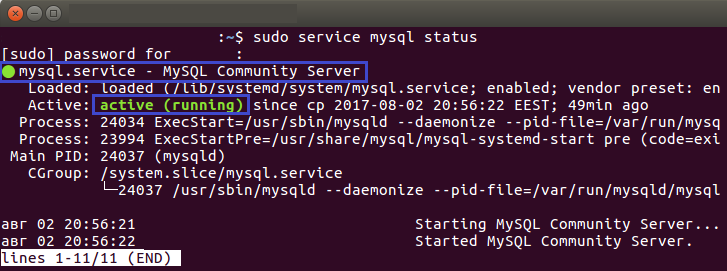 :~$ sudo service mysql status
[sudo] password for :
mysql.service - MySQL Community Server
Loaded: loaded (/lib/systemd/system/mysql.service; enabled; vendor preset: en
Active: active (running) since ср 2017-08-02 20:56:22 EEST; 49min ago
Process: 24034 ExecStart=/usr/sbin/mysqld --daemonize --pid-file=/var/run/mysq
Process: 23994 ExecStartPre=/usr/share/mysql/mysql-systemd-start pre (code=exi
Main PID: 24037 (mysqld)
CGroup: /system.slice/mysql.service
└─24037 /usr/sbin/mysqld --daemonize --pid-file=/var/run/mysqld/mysql
авг 02 20:56:21 Starting MySQL Community Server...
авг 02 20:56:22 Started MySQL Community Server.
lines 1-11/11 (END)